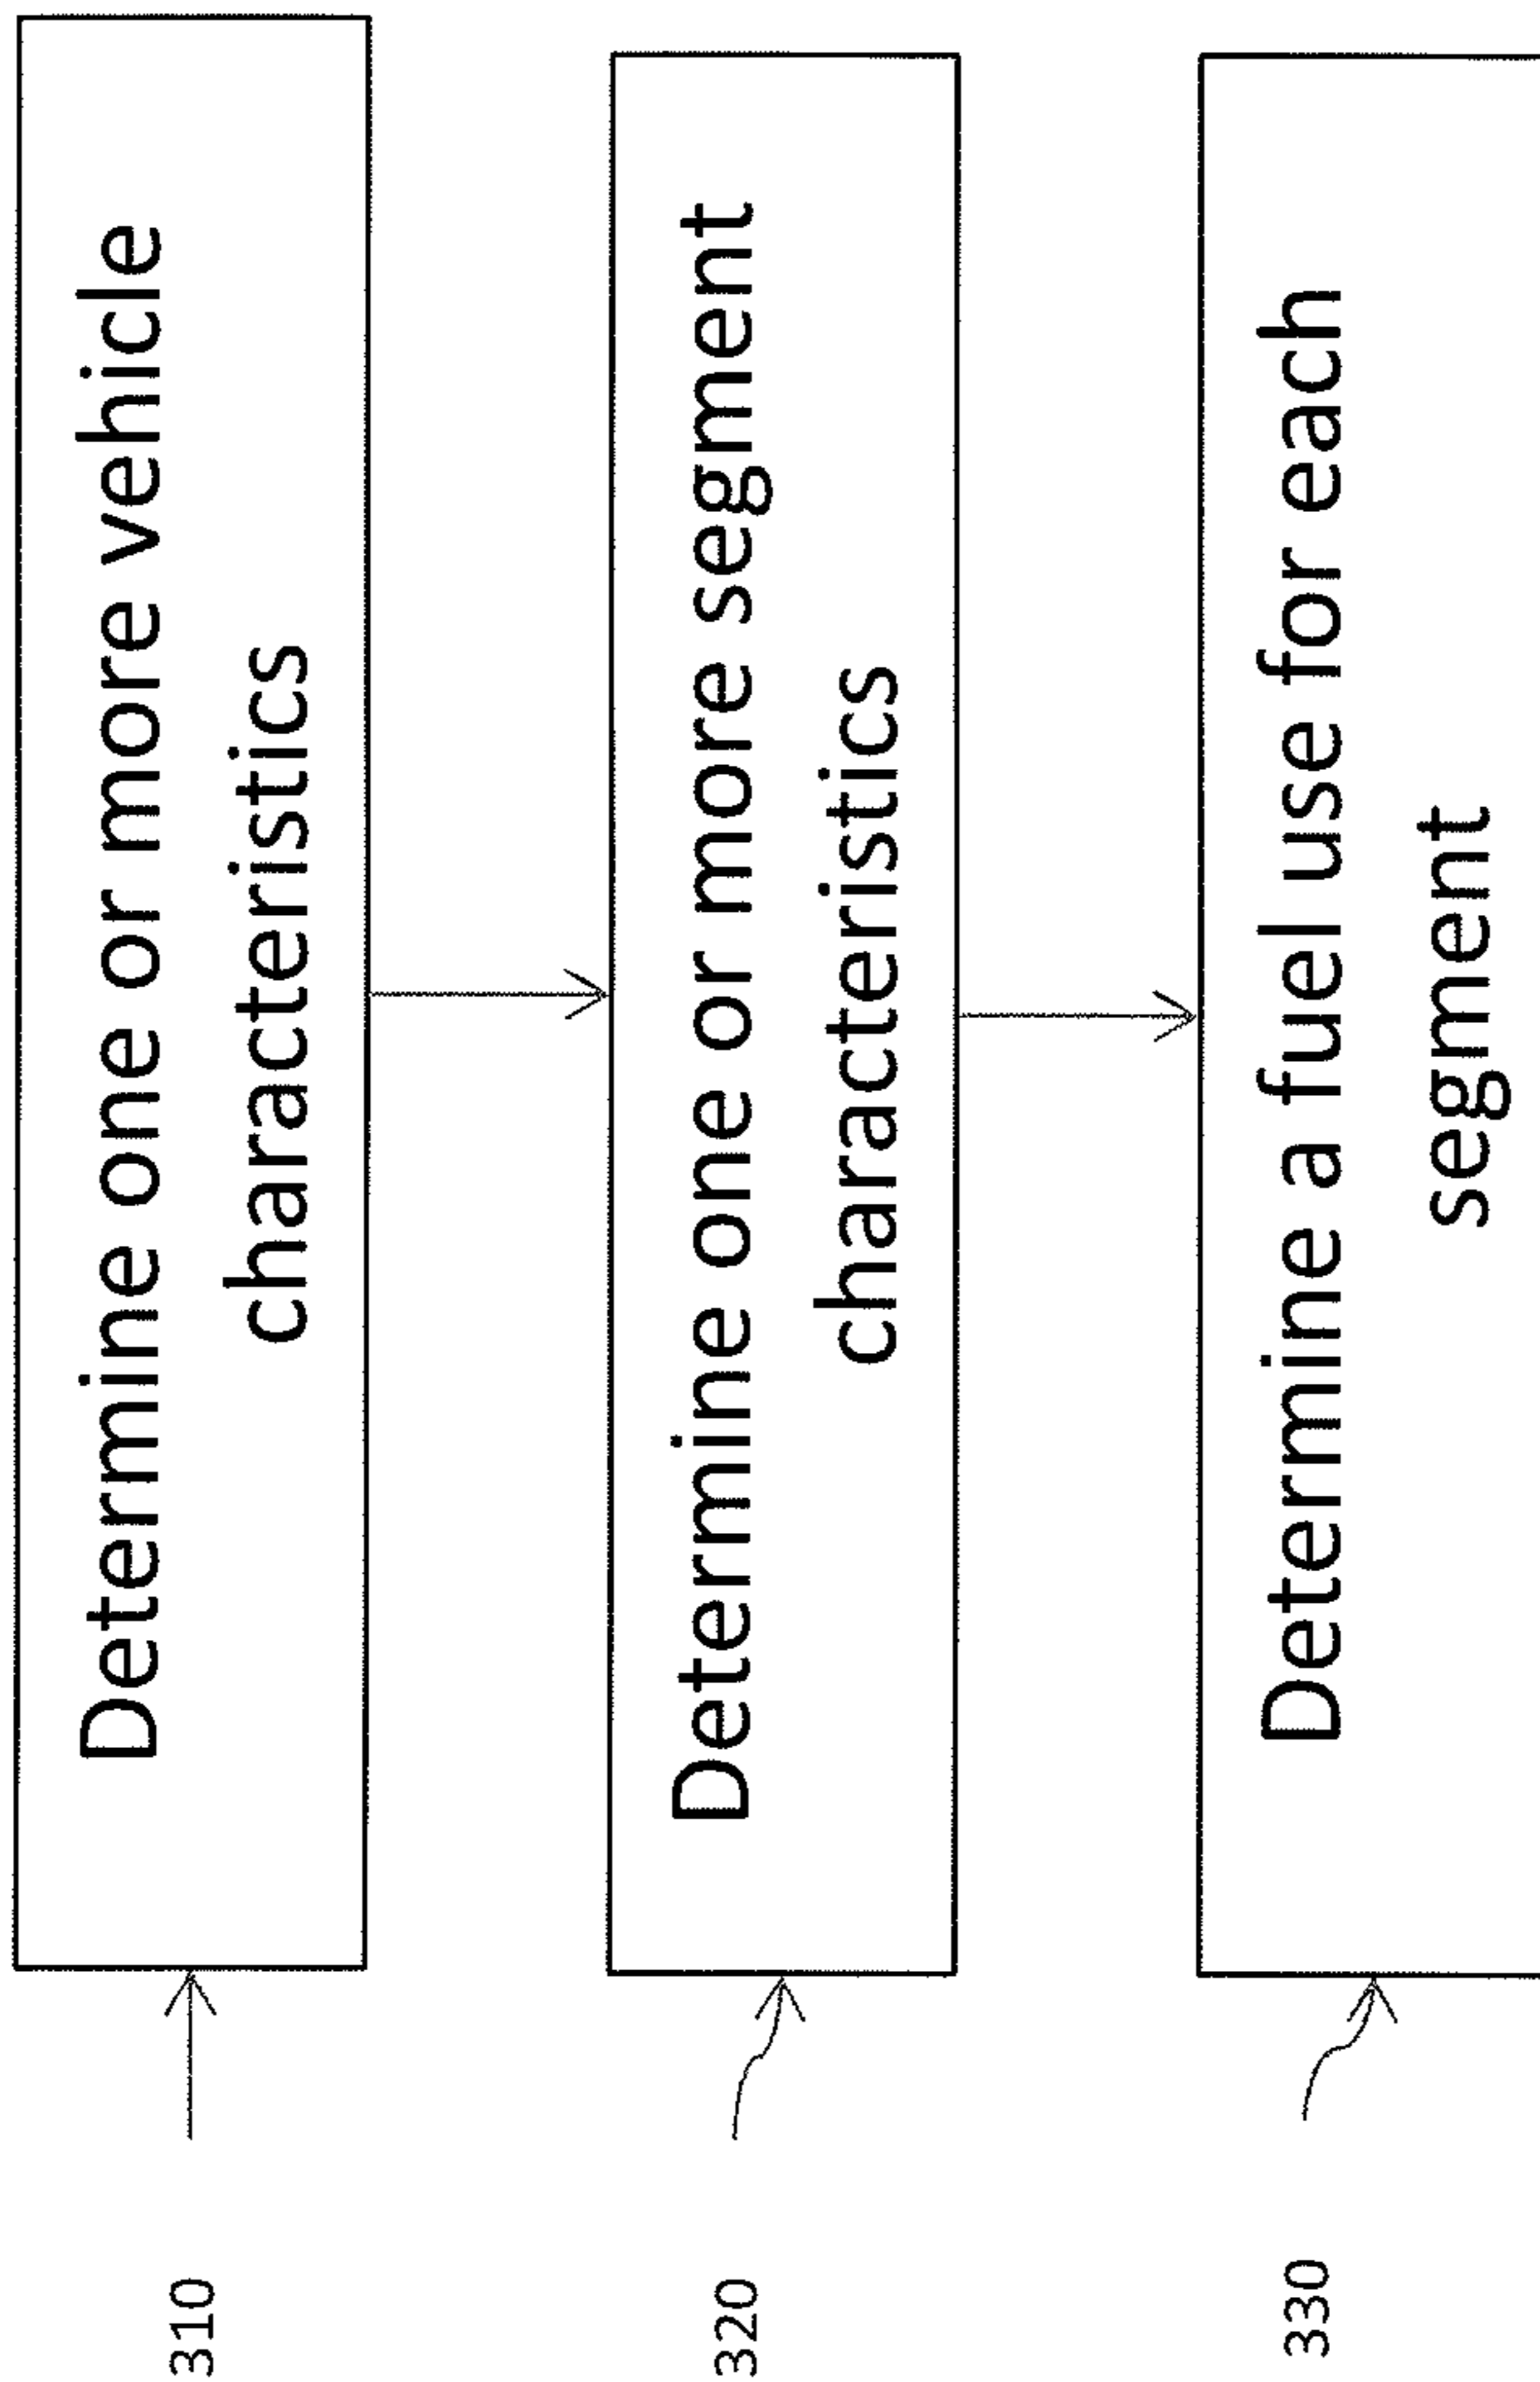 310
Determine one or more vehicle
characteristics
320
Determine one or more segment
characteristics
330
Determine a fuel use for each
segment